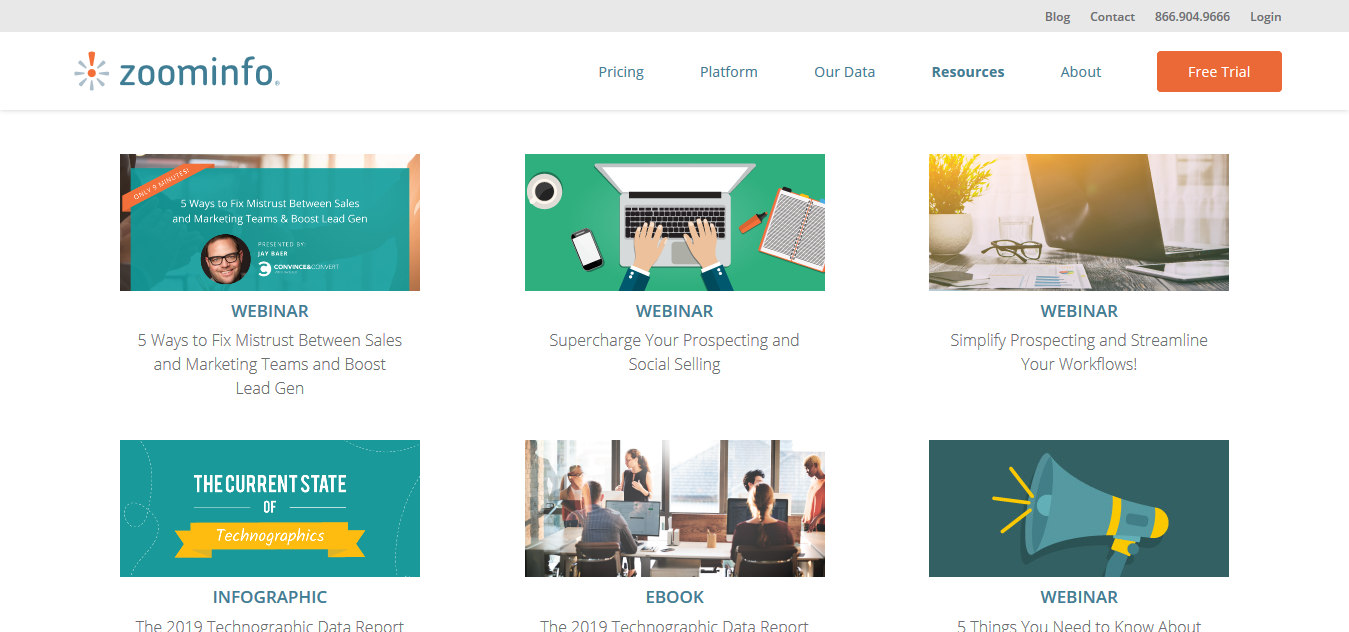 Blog Contact 866.904.9666 Login
zoominfo
Pricing Platform Our Data Resources About Free Trial
ONLY 9 MINUTES!
5 Ways to Fix Mistrust Between Sales
and Marketing Teams & Boost Lead Gen
PRESENTED BY:
JAY BAER
CONVINCE&CONVERT
WEBINAR
5 Ways to Fix Mistrust Between Sales
and Marketing Teams and Boost
Lead Gen
WEBINAR
Supercharge Your Prospecting and
Social Selling
WEBINAR
Simplify Prospecting and Streamline
Your Workflows!
THE CURRENT STATE
OF
Technographics
INFOGRAPHIC
The 2019 Technographic Data Report
EBOOK
The 2019 Technographic Data Report
WEBINAR
5 Things You Need to Know About